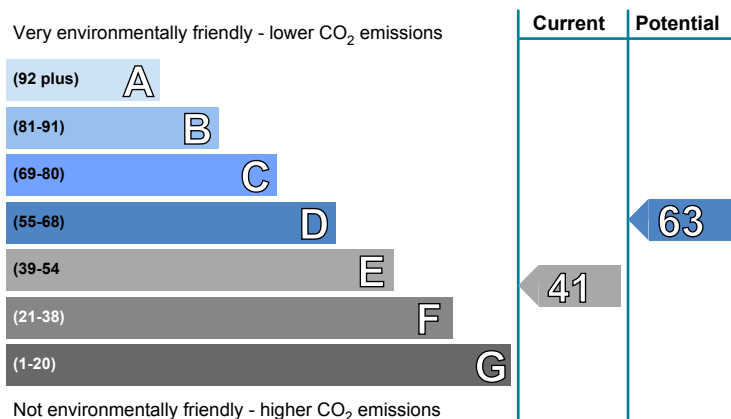 Very environmentally friendly - lower CO2 emissions
Current Potential
(92 plus) A
(81-91) B
(69-80) C
(55-68) D
63
(39-54 E
41
(21-38) F
(1-20) G
Not environmentally friendly - higher CO2 emissions